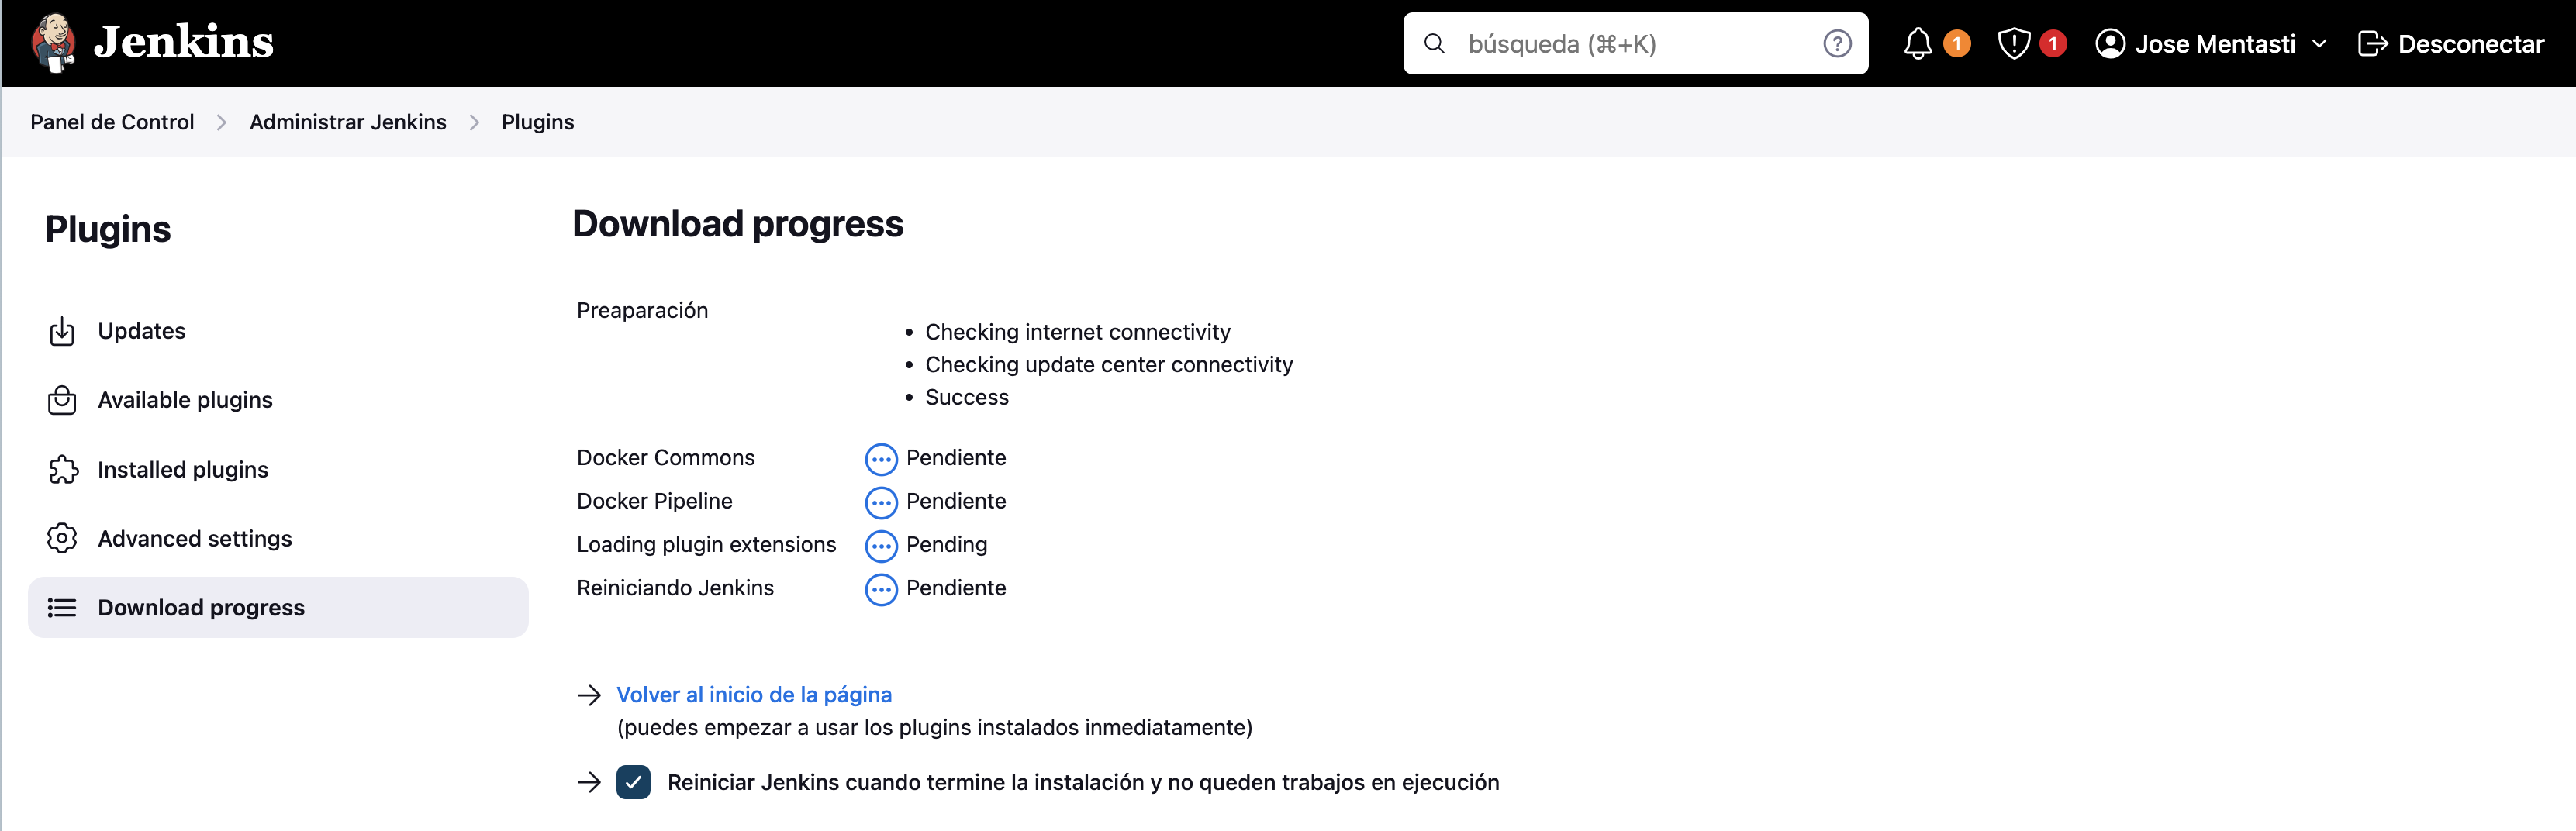 Jenkins
búsqueda (⌘+K)
1
1
Jose Mentasti
Desconectar
Panel de Control
Administrar Jenkins
Plugins
Plugins
Updates
Available plugins
Installed plugins
Advanced settings
Download progress
Download progress
Preaparación
Checking internet connectivity
Checking update center connectivity
Success
Docker Commons Pendiente
Docker Pipeline Pendiente
Loading plugin extensions Pending
Reiniciando Jenkins Pendiente
Volver al inicio de la página
(puedes empezar a usar los plugins instalados inmediatamente)
Reiniciar Jenkins cuando termine la instalación y no queden trabajos en ejecución